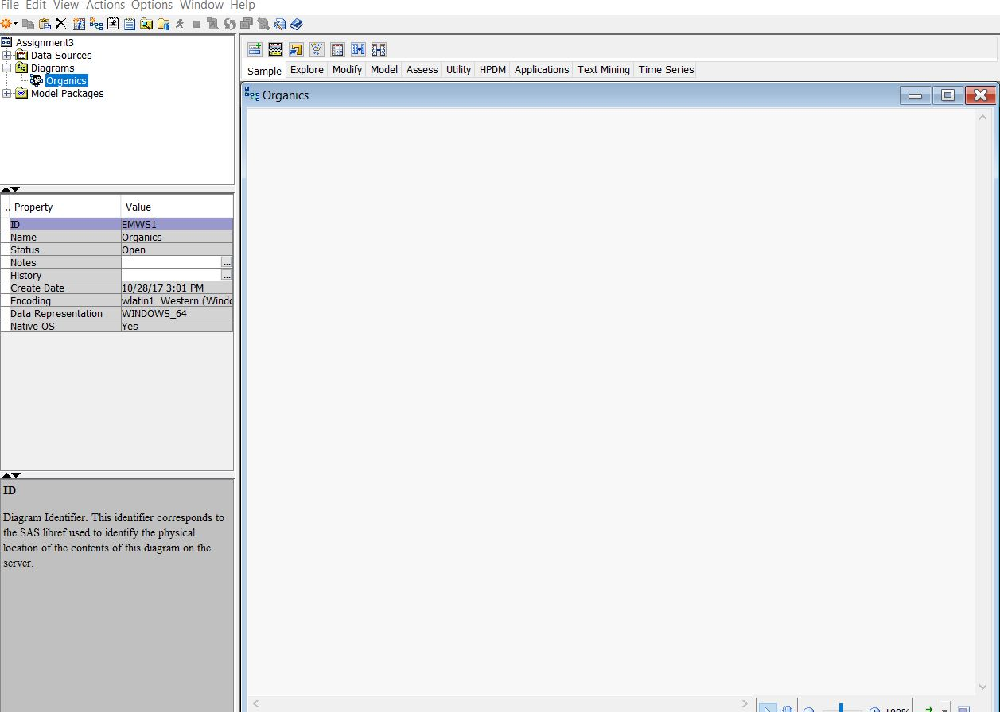 File Edit View Actions Options Window Help
Assignment3
Data Sources
Diagrams
Organics
Model Packages
.. Property Value
ID EMWS1
Name Organics
Status Open
Notes ...
History ...
Create Date 10/28/17 3:01 PM
Encoding wlatin1 Western (Windo
Data Representation WINDOWS_64
Native OS Yes
ID
Diagram Identifier. This identifier corresponds to
the SAS libref used to identify the physical
location of the contents of this diagram on the
server.
Sample Explore Modify Model Assess Utility HPDM Applications Text Mining Time Series
Organics
100%